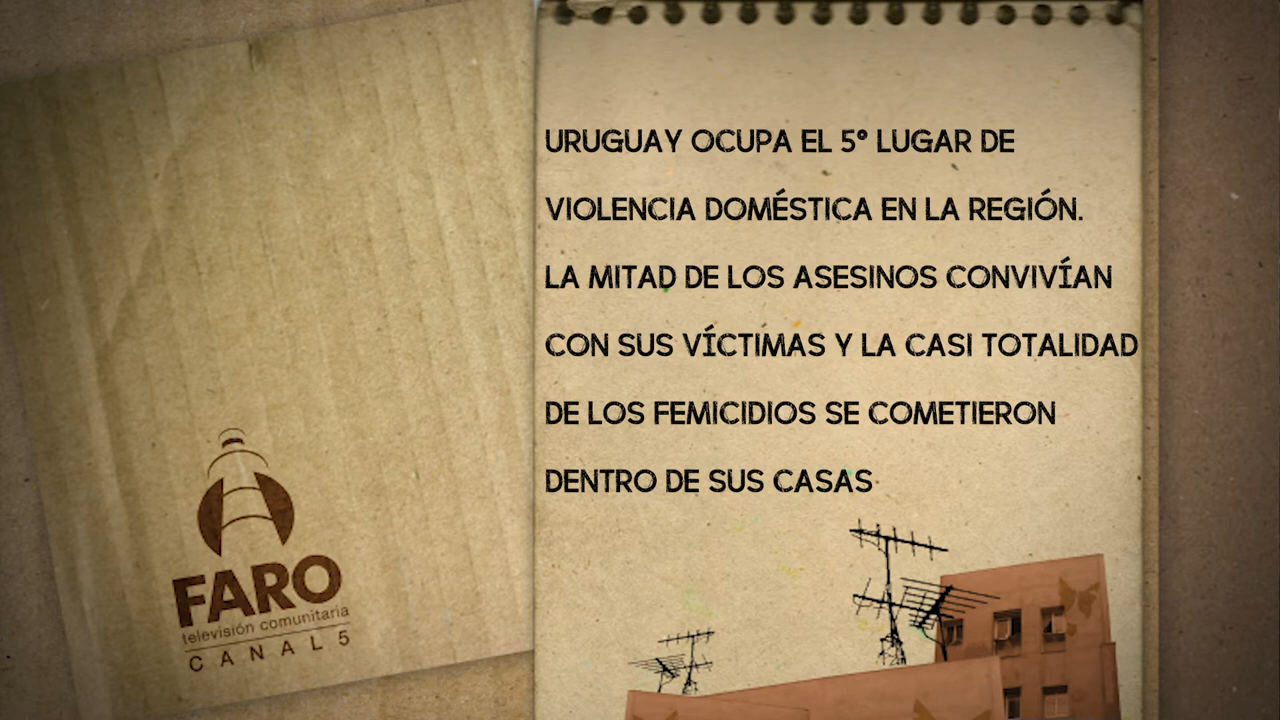 URUGUAY OCUPA EL 5º LUGAR DE
VIOLENCIA DOMÉSTICA EN LA REGIÓN.
LA MITAD DE LOS ASESINOS CONVIVÍAN
CON SUS VÍCTIMAS Y LA CASI TOTALIDAD
DE LOS FEMICIDIOS SE COMETIERON
DENTRO DE SUS CASAS
FARO
televisión comunitaria
CANAL 5